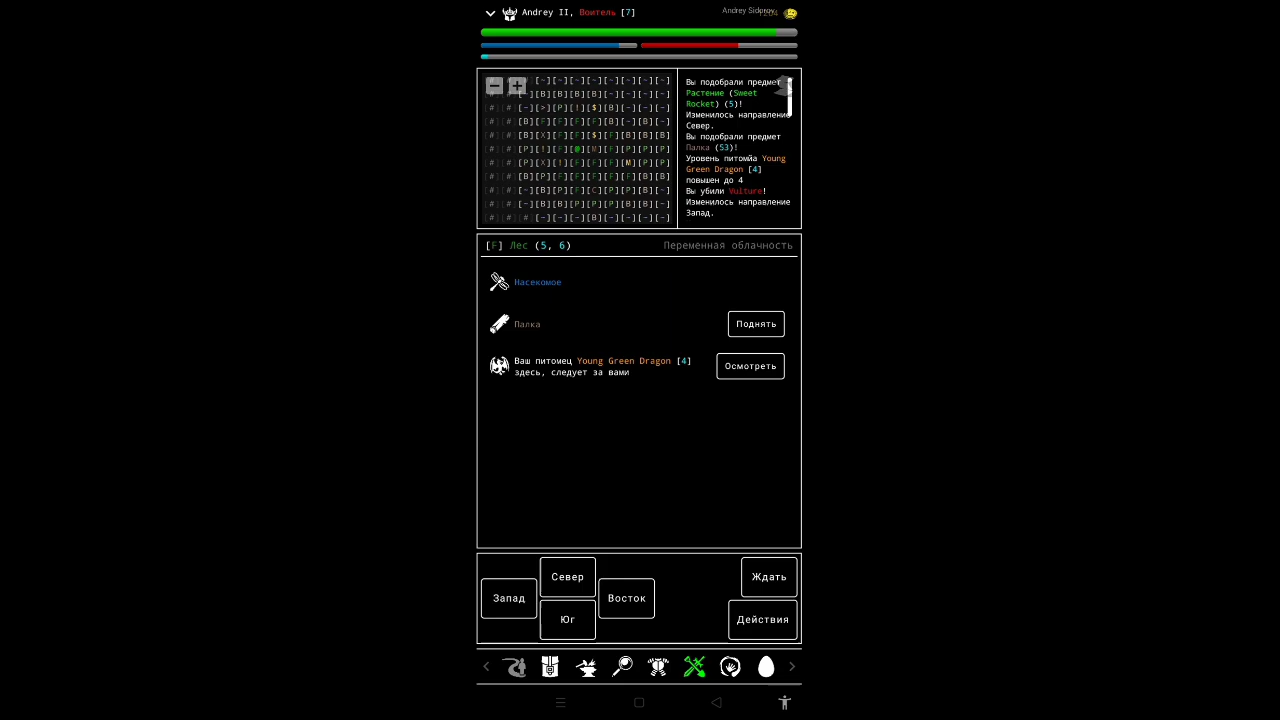 Andrey II, Воитель [7]
Andrey Sidorov
[#][#][~][~][~][~][~][~][~][~]
[~][B][B][B][B][~][~][~][~]
[#][#][~][>][P][!][$][B][~][~][~]
[#][#][B][F][F][F][F][B][~][B][~]
[#][#][B][X][F][F][$][F][B][B][B]
[#][#][P][!][F][@][M][F][P][P][P]
[#][#][P][X][!][F][F][F][M][P][P]
[#][#][B][P][F][F][F][F][F][B][B]
[#][#][~][B][P][F][C][P][P][B][~]
[#][#][~][B][B][P][P][P][B][B][~]
[#][#][#][~][~][~][B][~][~][~][~]
Вы подобрали предмет
Растение (Sweet
Rocket) (5)!
Изменилось направление
Север.
Вы подобрали предмет
Палка (53)!
Уровень питомйа Young
Green Dragon [4]
повышен до 4
Вы убили Vulture!
Изменилось направление
Запад.
[F] Лес (5, 6)
Переменная облачность
Насекомое
Палка
Поднять
Ваш питомец Young Green Dragon [4]
здесь, следует за вами
Осмотреть
Север
Ждать
Запад
Восток
Юг
Действия